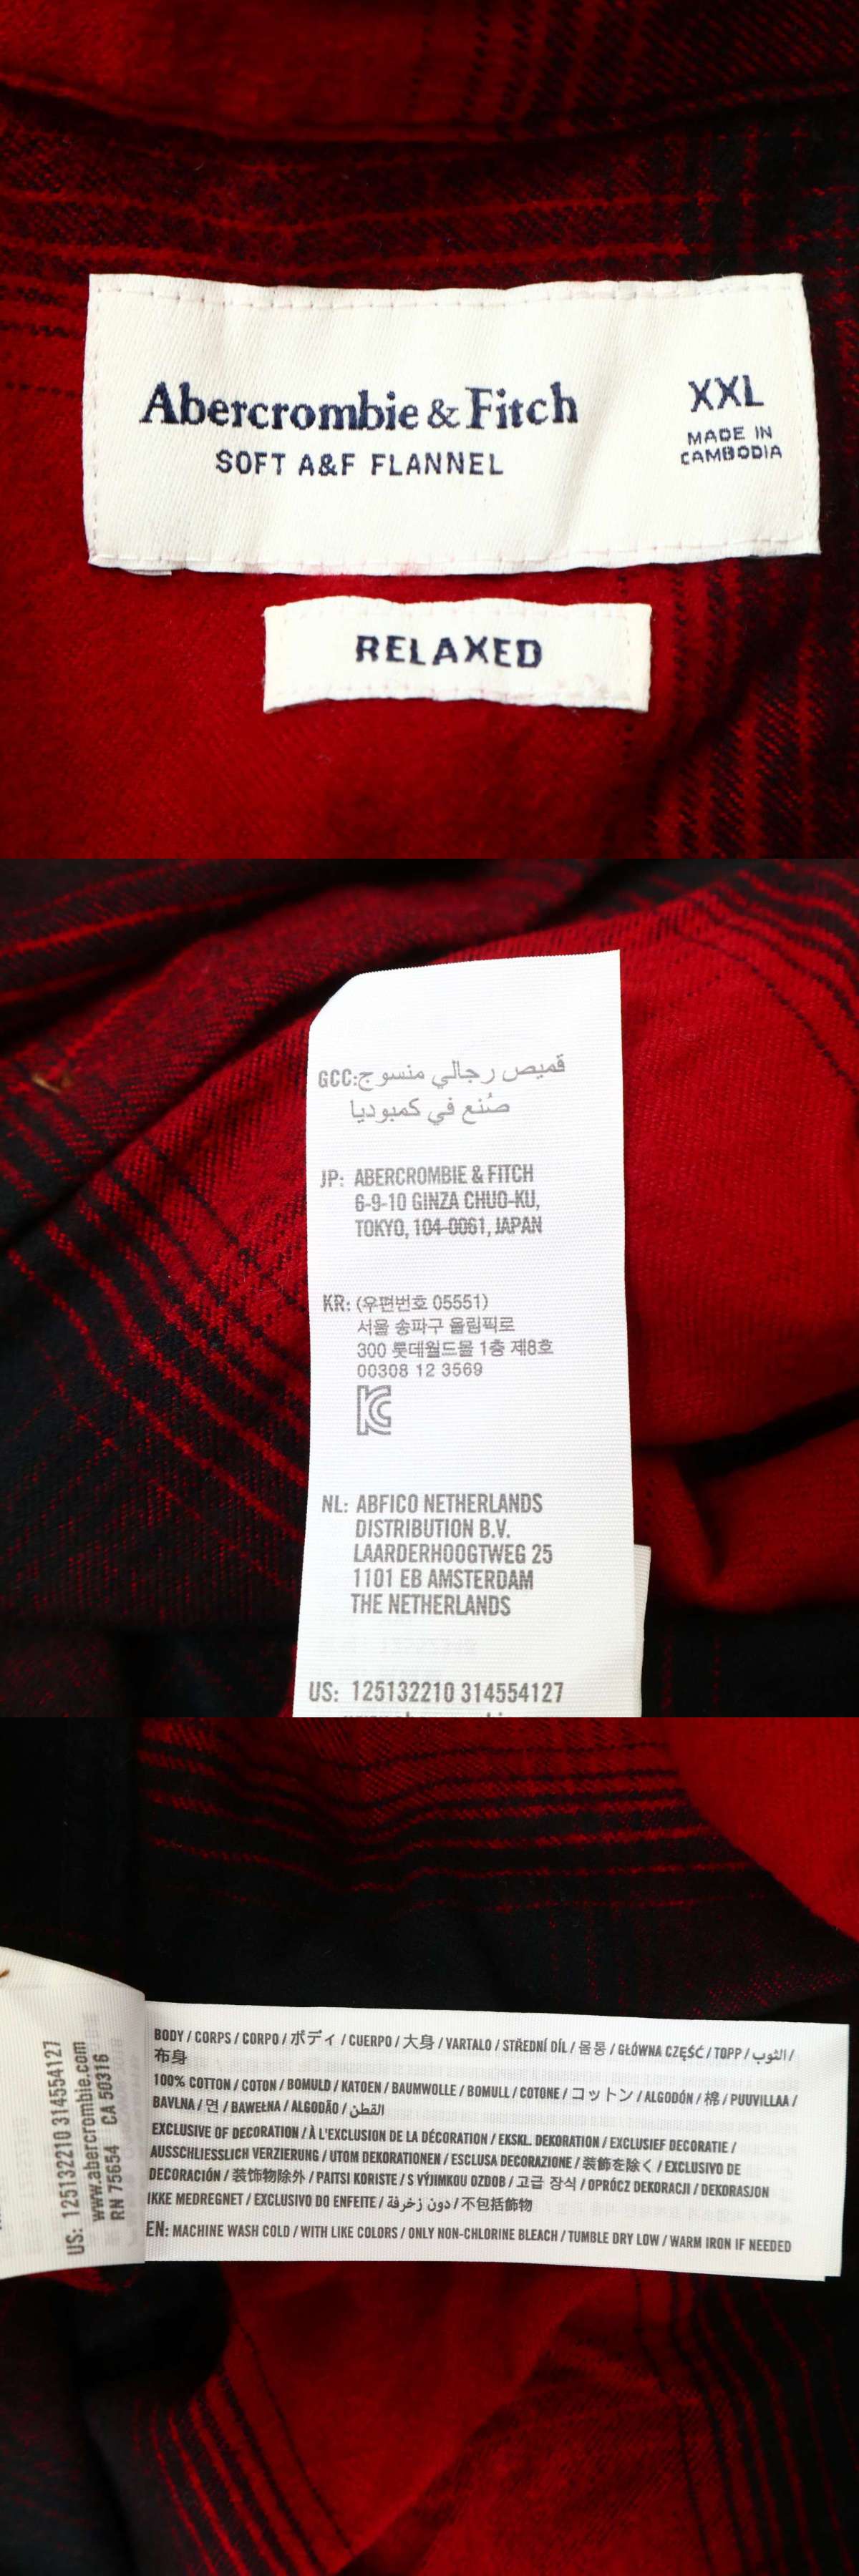 Abercrombie & Fitch
SOFT A&F FLANNEL
XXL
MADE IN
CAMBODIA
RELAXED
GCC: قميص رجالي منسوج
صُنع في كمبوديا
JP: ABERCROMBIE & FITCH
6-9-10 GINZA CHUO-KU,
TOKYO, 104-0061, JAPAN
KR: (우편번호 05551)
서울 송파구 올림픽로
300 롯데월드몰 1층 제8호
00308 12 3569
KC
NL: ABFICO NETHERLANDS
DISTRIBUTION B.V.
LAARDERHOOGTWEG 25
1101 EB AMSTERDAM
THE NETHERLANDS
US: 125132210 314554127
US: 125132210 314554127
www.abercrombie.com
RN 75654 CA 50316
BODY / CORPS / CORPO / ボディ / CUERPO / 大身 / VARTALO / STŘEDNÍ DÍL / 몸통 / GŁÓWNA CZĘŚĆ / TOPP / الثوب /
布身
100% COTTON / COTON / BOMULD / KATOEN / BAUMWOLLE / BOMULL / COTONE / コットン / ALGODÓN / 棉 / PUUVILLAA /
BAVLNA / 면 / BAWEŁNA / ALGODÃO / القطن
EXCLUSIVE OF DECORATION / À L'EXCLUSION DE LA DÉCORATION / EKSKL. DEKORATION / EXCLUSIEF DECORATIE /
AUSSCHLIESSLICH VERZIERUNG / UTOM DEKORATIONEN / ESCLUSA DECORAZIONE / 装飾を除く / EXCLUSIVO DE
DECORACIÓN / 装饰物除外 / PAITSI KORISTE / S VÝJIMKOU OZDOB / 고급 장식 / OPRÓCZ DEKORACJI / DEKORASJON
IKKE MEDREGNET / EXCLUSIVO DO ENFEITE / دون زخرفة / 不包括飾物
EN: MACHINE WASH COLD / WITH LIKE COLORS / ONLY NON-CHLORINE BLEACH / TUMBLE DRY LOW / WARM IRON IF NEEDED